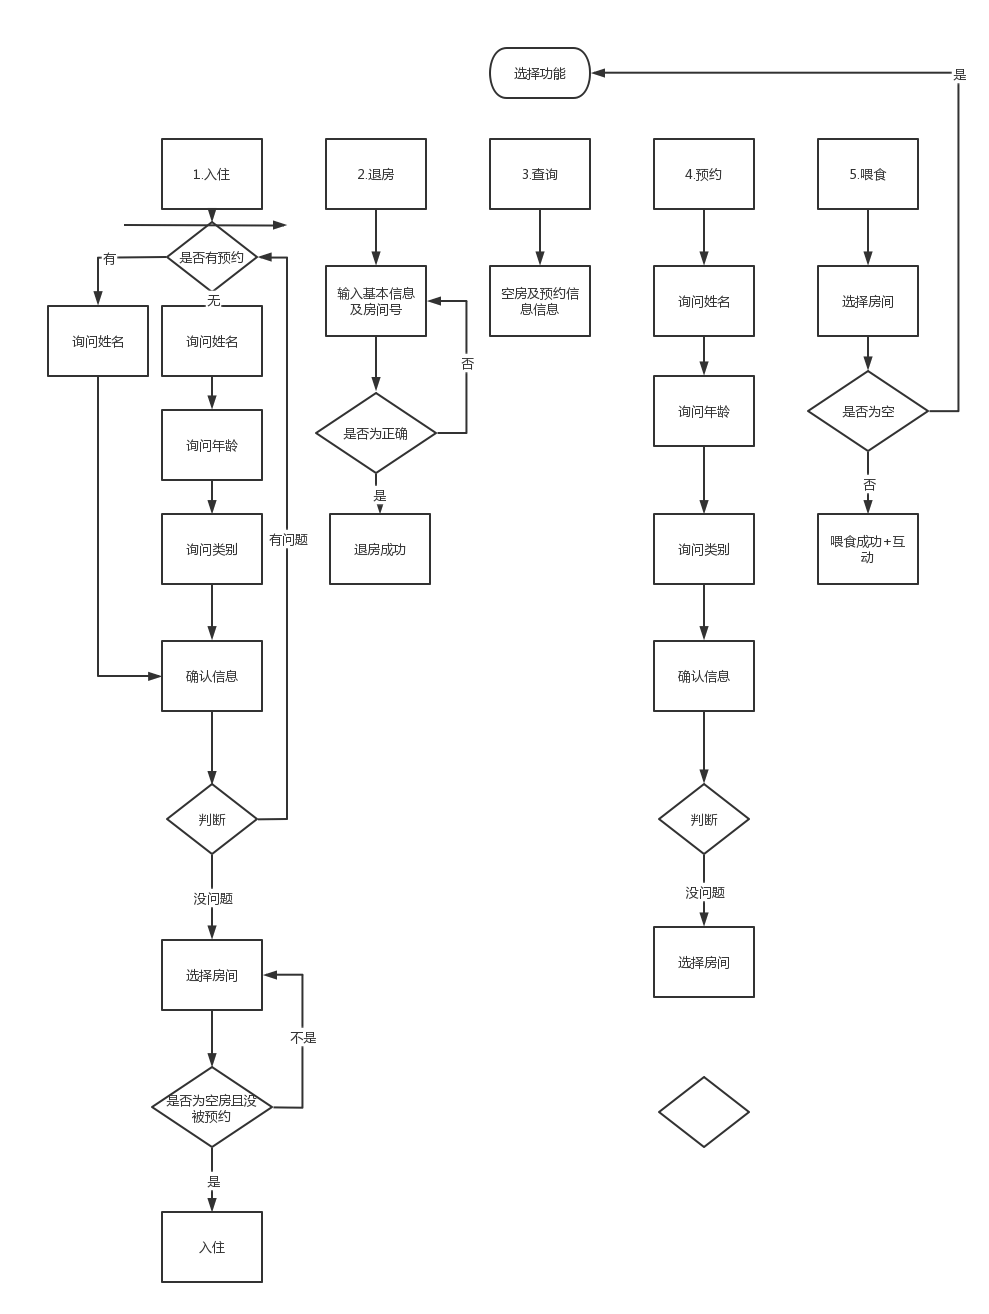 选择功能
是
1.入住
2.退房
3.查询
4.预约
5.喂食
是否有预约
有
无
输入基本信息
及房间号
空房及预约信
息信息
询问姓名
选择房间
询问姓名
询问姓名
否
询问年龄
是否为空
是否为正确
询问年龄
否
是
有问题
询问类别
退房成功
询问类别
喂食成功+互
动
确认信息
确认信息
判断
判断
没问题
没问题
选择房间
选择房间
不是
是否为空房且没
被预约
是
入住